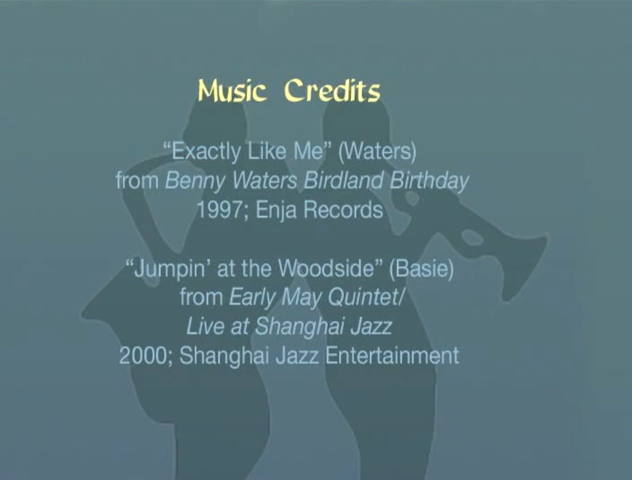 Music Credits
“Exactly Like Me” (Waters)
from Benny Waters Birdland Birthday
1997; Enja Records
“Jumpin’ at the Woodside” (Basie)
from Early May Quintet/
Live at Shanghai Jazz
2000; Shanghai Jazz Entertainment